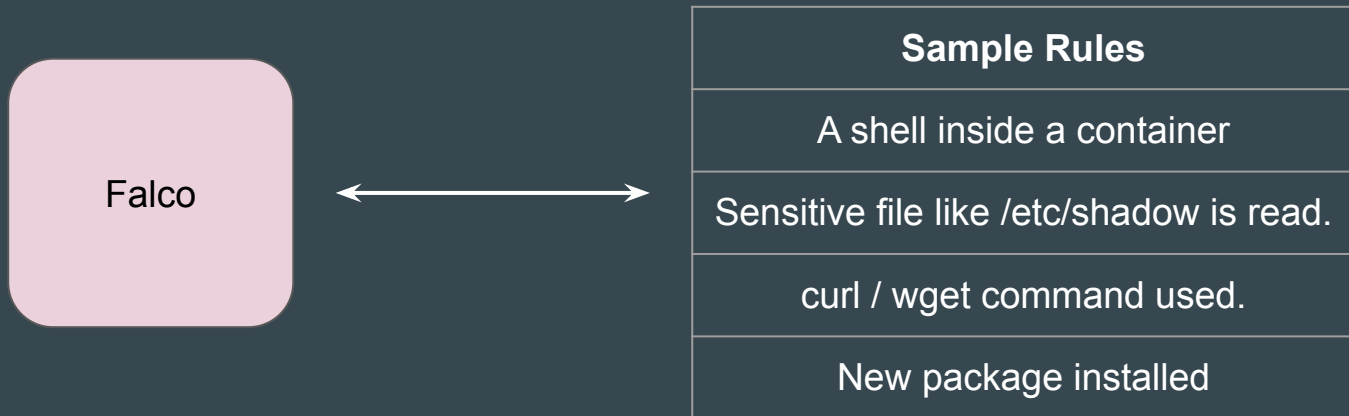 Falco
Sample Rules
A shell inside a container
Sensitive file like /etc/shadow is read.
curl / wget command used.
New package installed